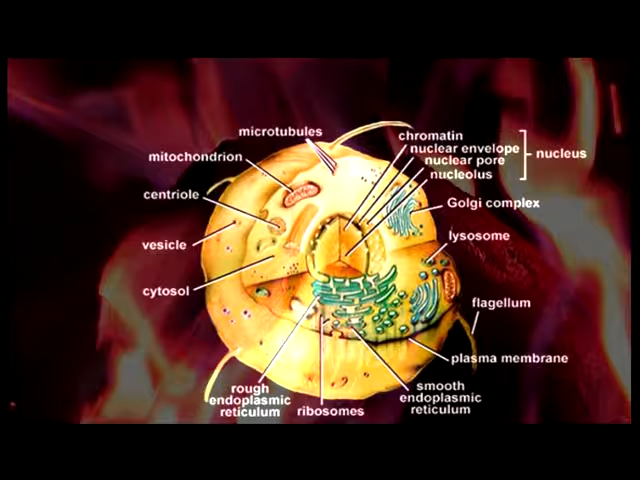 microtubules
mitochondrion
centriole
vesicle
cytosol
chromatin
nuclear envelope
nuclear pore
nucleolus
nucleus
Golgi complex
lysosome
flagellum
plasma membrane
rough
endoplasmic
reticulum
ribosomes
smooth
endoplasmic
reticulum